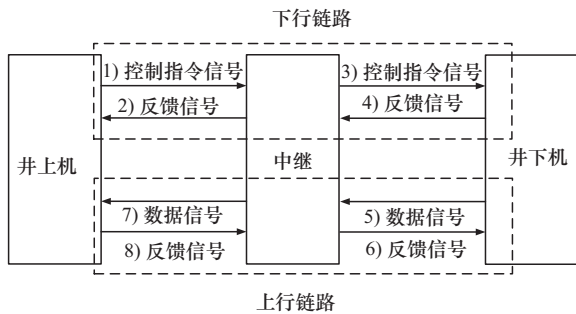 下行链路
1) 控制指令信号
3) 控制指令信号
2) 反馈信号
4) 反馈信号
井上机
中继
井下机
7) 数据信号
5) 数据信号
8) 反馈信号
6) 反馈信号
上行链路